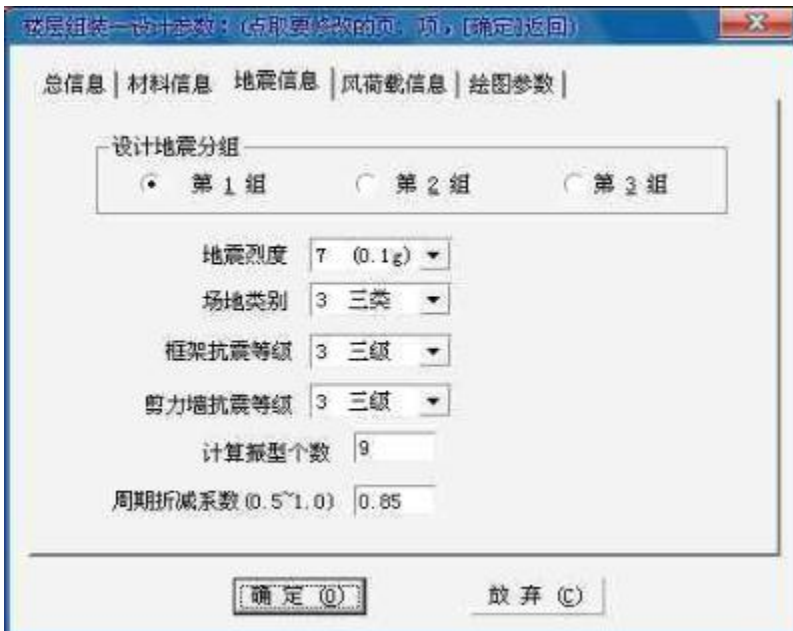 楼层组装—设计参数：(点取要修改的页、项，[确定]返回)
总信息 | 材料信息 地震信息 | 风荷载信息 | 绘图参数 |
设计地震分组
第 1 组 第 2 组 第 3 组
地震烈度 7 (0.1g)
场地类别 3 三类
框架抗震等级 3 三级
剪力墙抗震等级 3 三级
计算振型个数 9
周期折减系数(0.5~1.0) 0.85
确 定 (O) 放 弃 (C)